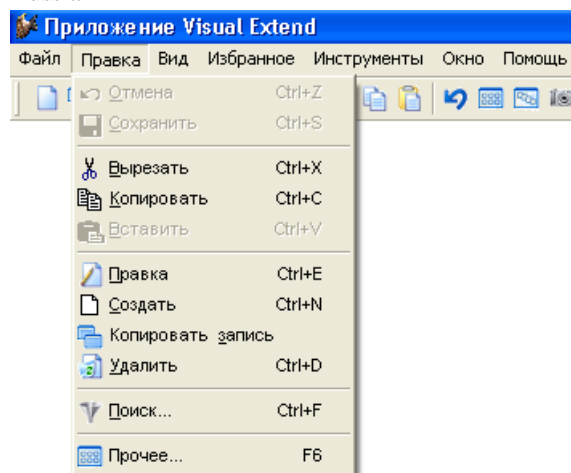 Приложение Visual Extend
Файл Правка Вид Избранное Инструменты Окно Помощь
Отмена Ctrl+Z
Сохранить Ctrl+S
Вырезать Ctrl+X
Копировать Ctrl+C
Вставить Ctrl+V
Правка Ctrl+E
Создать Ctrl+N
Копировать запись
Удалить Ctrl+D
Поиск... Ctrl+F
Прочее... F6